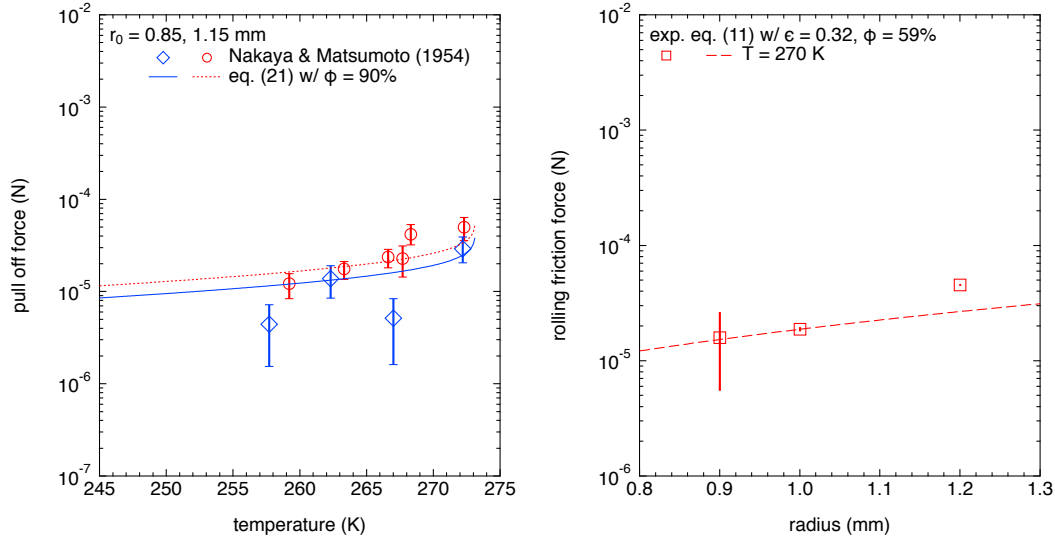 r₀ = 0.85, 1.15 mm
Nakaya & Matsumoto (1954)
eq. (21) w/ ϕ = 90%
10⁻²
10⁻³
10⁻⁴
10⁻⁵
10⁻⁶
10⁻⁷
pull off force (N)
245 250 255 260 265 270 275
temperature (K)
exp. eq. (11) w/ ϵ = 0.32, ϕ = 59%
T = 270 K
10⁻²
10⁻³
10⁻⁴
10⁻⁵
10⁻⁶
rolling friction force (N)
0.8 0.9 1.0 1.1 1.2 1.3
radius (mm)